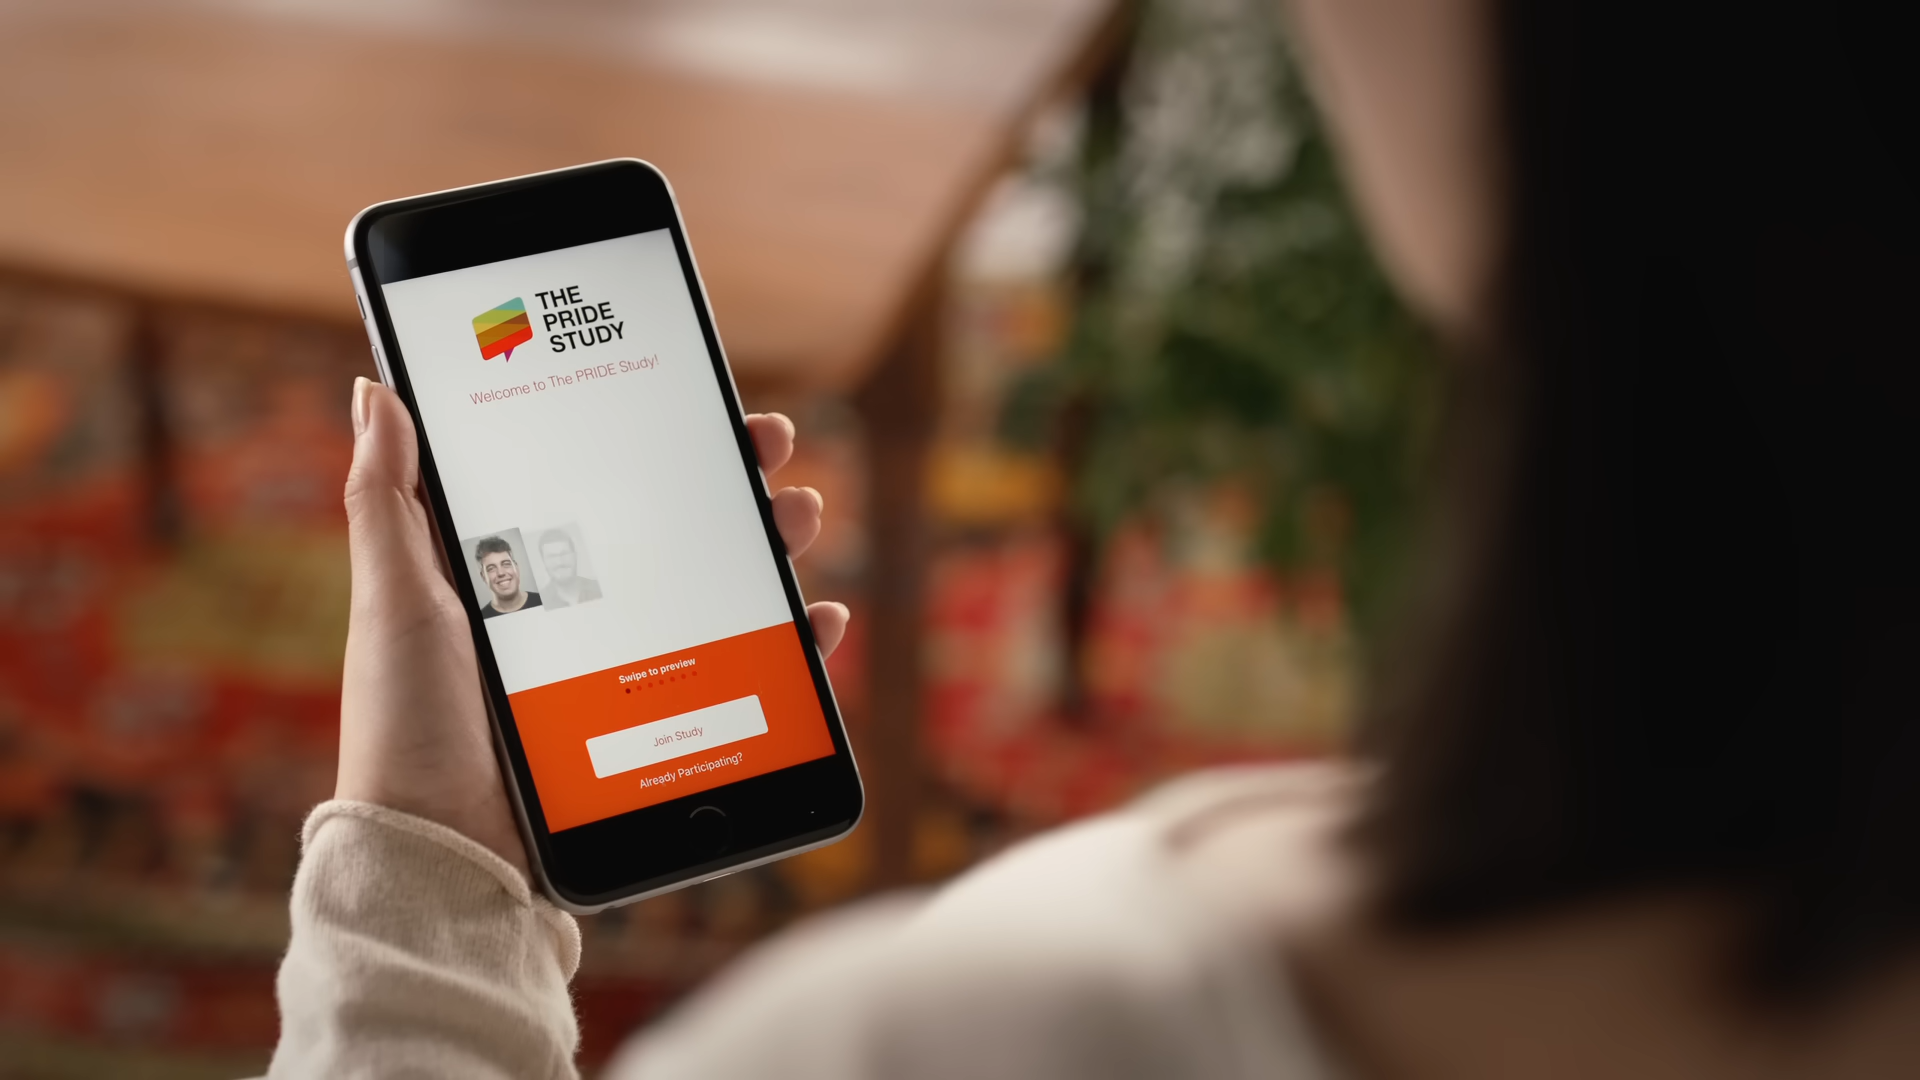 THE
PRIDE
STUDY
Welcome to The PRIDE Study!
Swipe to preview
Join Study
Already Participating?